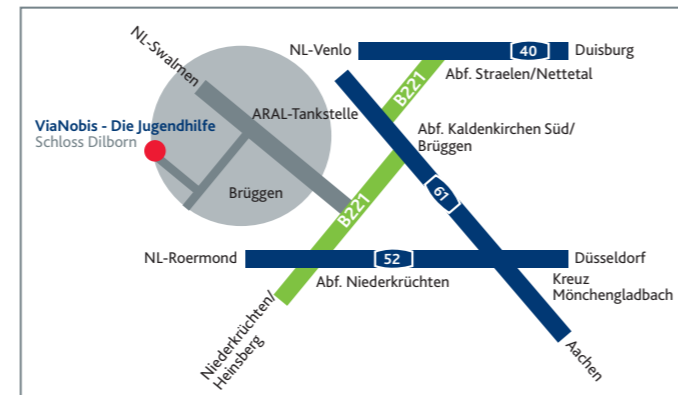 NL-Swalmen
NL-Venlo
40
Duisburg
B221
Abf. Straelen/Nettetal
ARAL-Tankstelle
ViaNobis - Die Jugendhilfe
Schloss Dilborn
Abf. Kaldenkirchen Süd/
Brüggen
Brüggen
61
B221
NL-Roermond
52
Düsseldorf
Abf. Niederkrüchten
Kreuz
Mönchengladbach
Niederkrüchten/
Heinsberg
Aachen